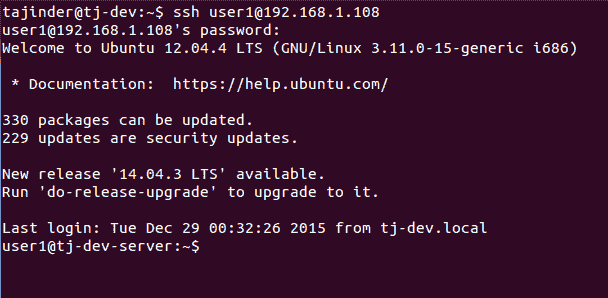 tajinder@tj-dev:~$ ssh user1@192.168.1.108
user1@192.168.1.108's password:
Welcome to Ubuntu 12.04.4 LTS (GNU/Linux 3.11.0-15-generic i686)
* Documentation:  https://help.ubuntu.com/
330 packages can be updated.
229 updates are security updates.
New release '14.04.3 LTS' available.
Run 'do-release-upgrade' to upgrade to it.
Last login: Tue Dec 29 00:32:26 2015 from tj-dev.local
user1@tj-dev-server:~$